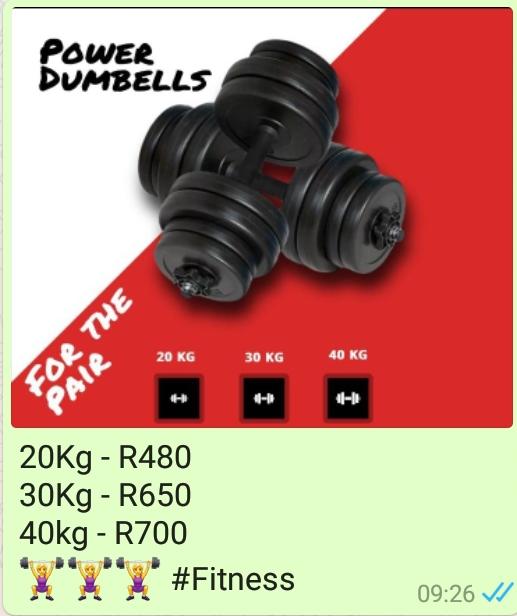 POWER
DUMBELLS
FOR THE
PAIR
20 KG
30 KG
40 KG
20Kg - R480
30Kg - R650
40kg - R700
🏋️‍♀️🏋️‍♀️🏋️‍♀️ #Fitness
09:26